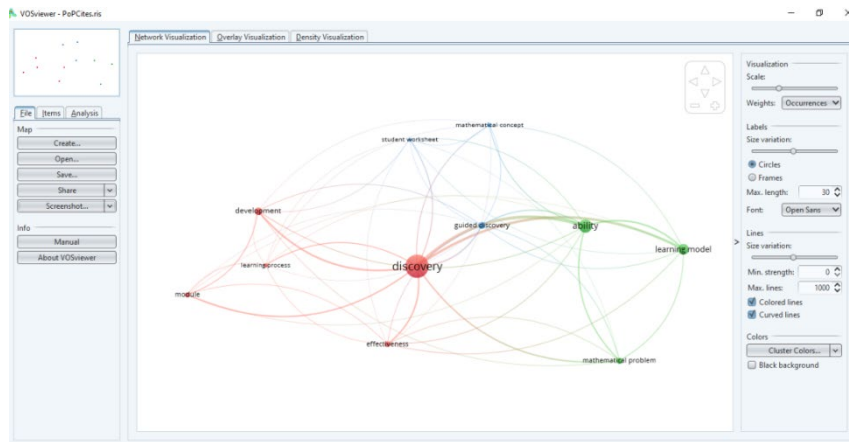 VOSviewer - PoPCites.ris
File Items Analysis
Map
Create...
Open...
Save...
Share
Screenshot...
Info
Manual
About VOSviewer
Network Visualization Overlay Visualization Density Visualization
mathematical concept
student worksheet
development
guided discovery
ability
learning model
learning process
discovery
module
effectiveness
mathematical problem
Visualization
Scale:
Weights: Occurrences
Labels
Size variation:
Circles
Frames
Max. length: 30
Font: Open Sans
Lines
Size variation:
Min. strength: 0
Max. lines: 1000
Colored lines
Curved lines
Colors
Cluster Colors...
Black background